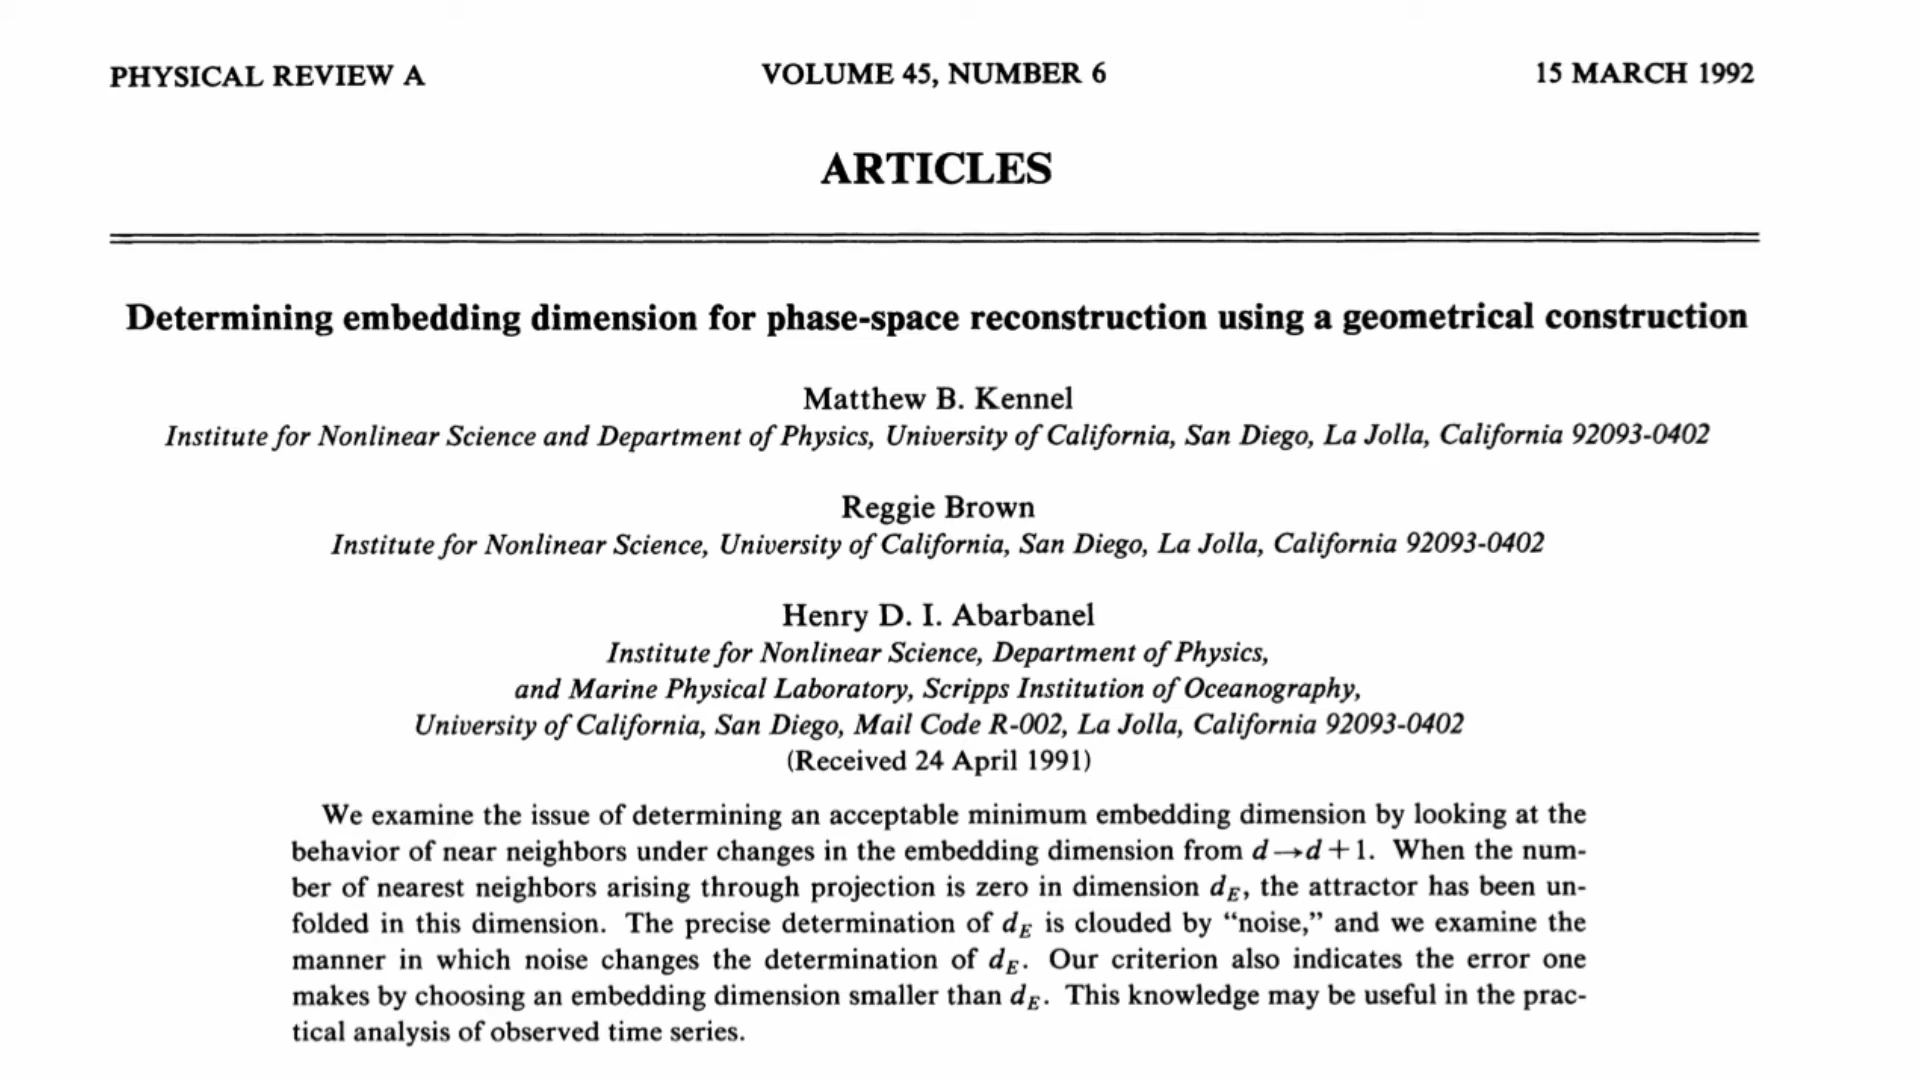 PHYSICAL REVIEW A
VOLUME 45, NUMBER 6
15 MARCH 1992
ARTICLES
Determining embedding dimension for phase-space reconstruction using a geometrical construction
Matthew B. Kennel
Institute for Nonlinear Science and Department of Physics, University of California, San Diego, La Jolla, California 92093-0402
Reggie Brown
Institute for Nonlinear Science, University of California, San Diego, La Jolla, California 92093-0402
Henry D. I. Abarbanel
Institute for Nonlinear Science, Department of Physics,
and Marine Physical Laboratory, Scripps Institution of Oceanography,
University of California, San Diego, Mail Code R-002, La Jolla, California 92093-0402
(Received 24 April 1991)
We examine the issue of determining an acceptable minimum embedding dimension by looking at the
behavior of near neighbors under changes in the embedding dimension from d→d+1. When the num-
ber of nearest neighbors arising through projection is zero in dimension d_E, the attractor has been un-
folded in this dimension. The precise determination of d_E is clouded by “noise,” and we examine the
manner in which noise changes the determination of d_E. Our criterion also indicates the error one
makes by choosing an embedding dimension smaller than d_E. This knowledge may be useful in the prac-
tical analysis of observed time series.